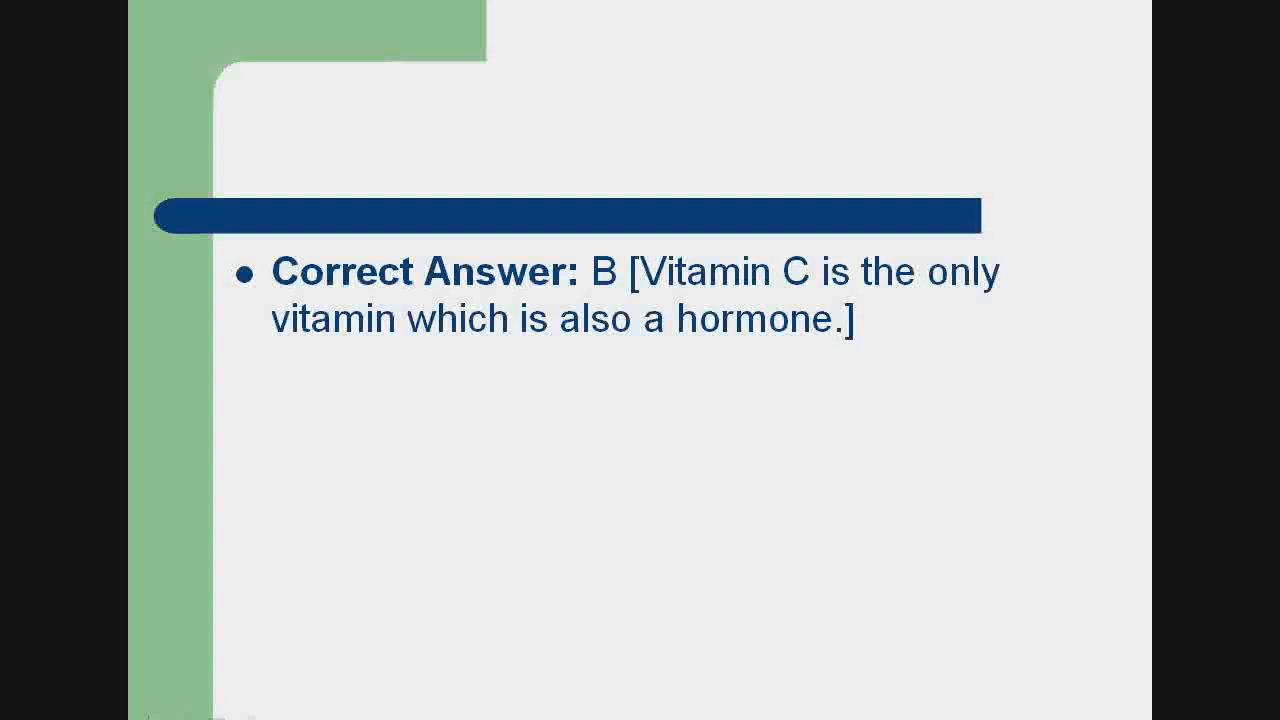 Correct Answer: B [Vitamin C is the only
vitamin which is also a hormone.]